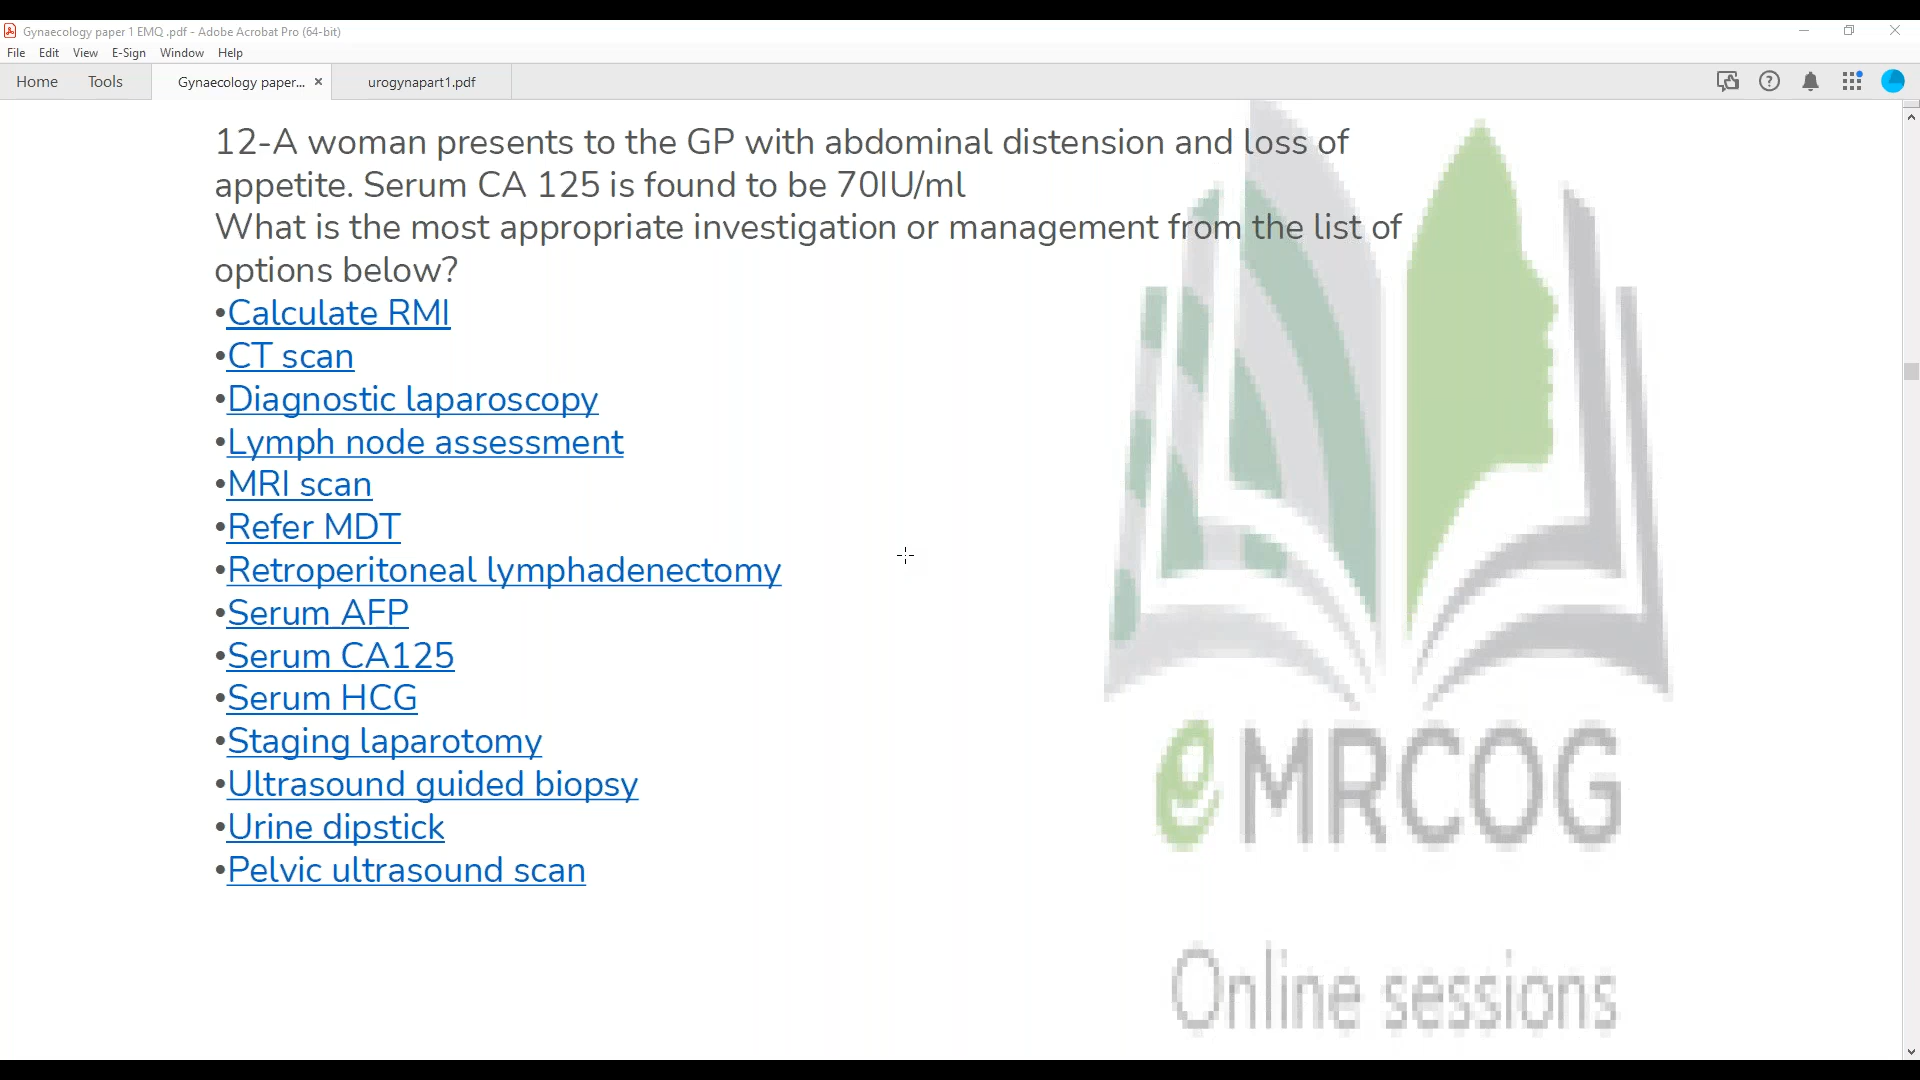 Gynaecology paper 1 EMQ .pdf - Adobe Acrobat Pro (64-bit)
File Edit View E-Sign Window Help
Home Tools Gynaecology paper... × urogynapart1.pdf
12-A woman presents to the GP with abdominal distension and loss of
appetite. Serum CA 125 is found to be 70IU/ml
What is the most appropriate investigation or management from the list of
options below?
•Calculate RMI
•CT scan
•Diagnostic laparoscopy
•Lymph node assessment
•MRI scan
•Refer MDT
•Retroperitoneal lymphadenectomy
•Serum AFP
•Serum CA125
•Serum HCG
•Staging laparotomy
•Ultrasound guided biopsy
•Urine dipstick
•Pelvic ultrasound scan
eMRCOG
Online sessions